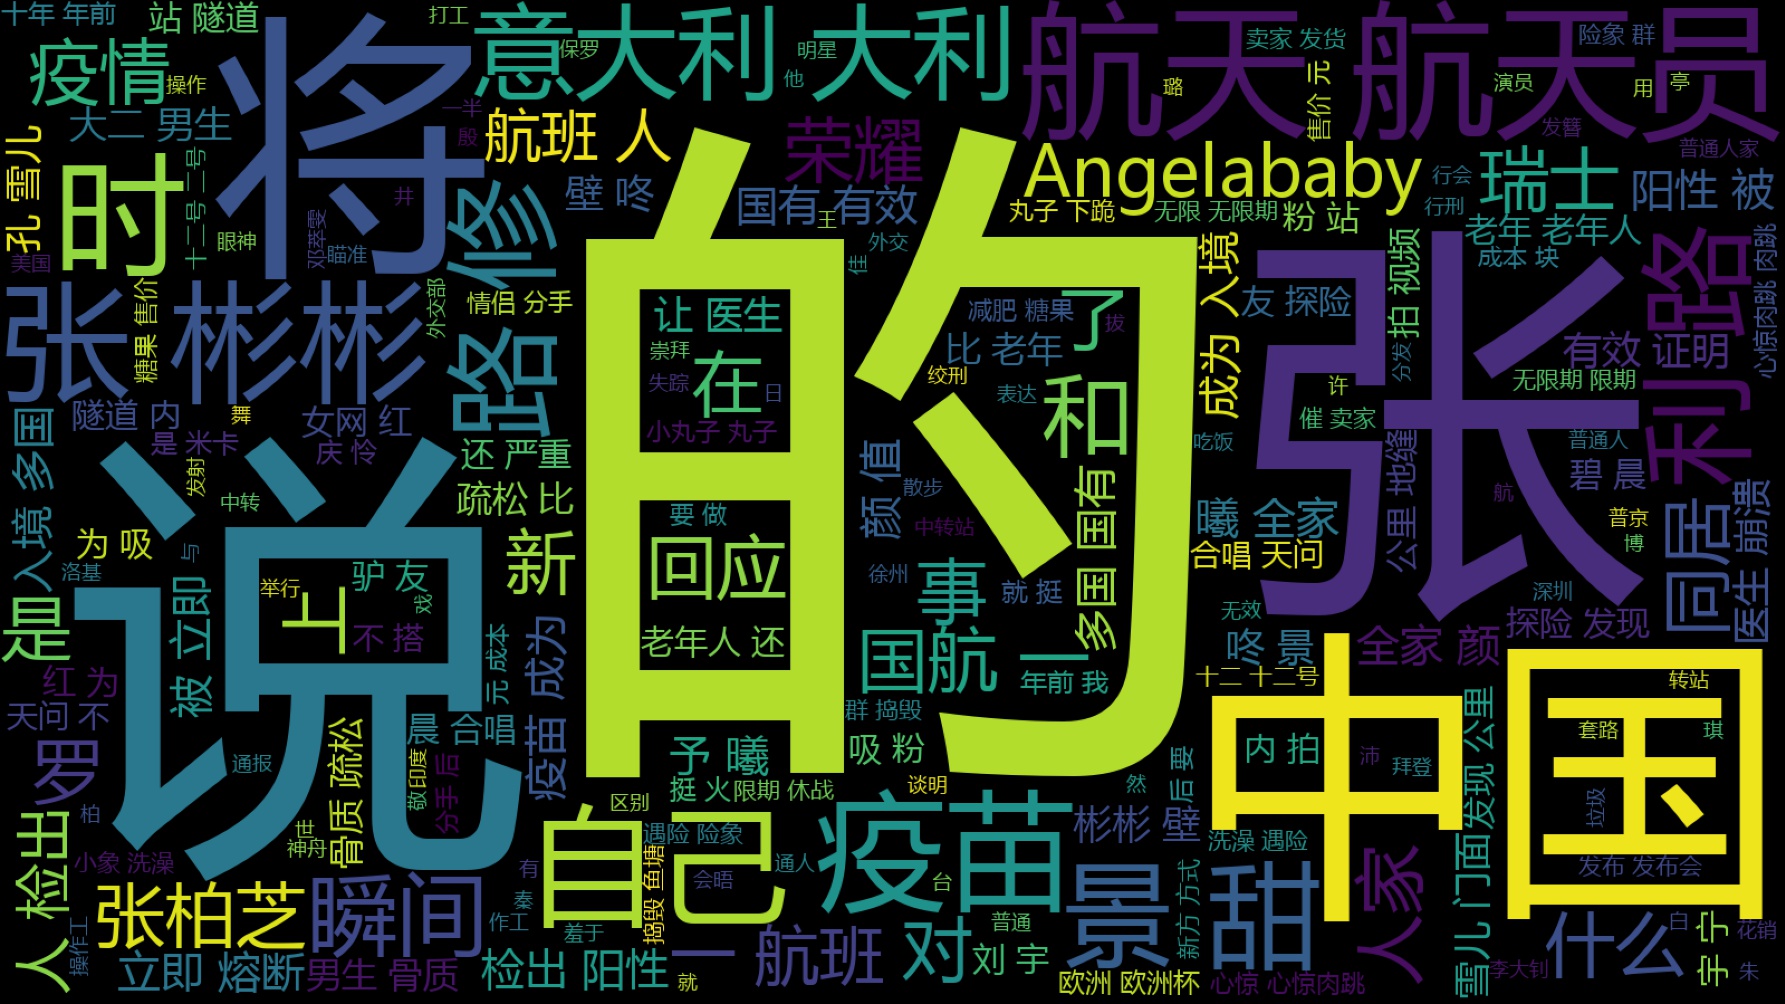 十年 年前
站 隧道
打工
意大利 大利
保罗
明星
他
航天 航天员
卖家 发货
险象 群
疫情
操作
将
一半
殷
璐
售价 元
演员
用
亭
大二 男生
航班 人
荣耀
发簪
普通人家
孔 雪儿
时
十二号 二号
井
邓萃雯
瞄准
眼神
美国
修
壁 咚
国有 有效
王
外交
佳
Angelababy
丸子 下跪
无限 无限期
粉 站
行会
行刑
瑞士
阳性 被
老年 老年人
成本 块
张 彬彬
糖果 售价
外交部
情侣 分手
路
的
让 医生
崇拜
在
失踪
日
小丸子 丸子
减肥 糖果
了
拔
比 老年
绞刑
表达
和
成为 入境
友 探险
拍 视频
分发
张
路
利
心惊肉跳 肉跳
有效 证明
无限期 限期
许
催 卖家
入境 多国
隧道 内
舞
女网 红
是 米卡
庆 怜
发射
中转
还 严重
疏松 比
颜 值
散步
中转站
吃饭
多国 国有
公里 地缝
普通人
碧 晨
航
普京
博
同居
医生 崩溃
曦 全家
合唱 天问
为 吸
与
洛基
说
举行
上
驴 友
戏
不 搭
新
要 做
回应
老年人 还
徐州
事
就 挺
国航 一
年前 我
无效
深圳
咚 景
全家 颜
探险 发现
十二 十二号
中国
转站
套路
琪
垃圾
发布 发布会
是
被 立即
元 成本
疫苗 成为
红 为
天问 不
罗
通报
晨 合唱
骨质 疏松
印度
敬
分手 后
柏
小象 洗澡
世
神舟
予 曦
挺 火
限期 休战
群 捣毁
吸 粉
谈明
然
后 要
内 拍
沛
拜登
发现 公里
雪儿 门面
人 检出
张柏芝
瞬间
操作工
立即 熔断
男生 骨质
自己
区别
遇险 险象
捣毁 鱼塘
会晤
通人
有
秦
作工
羞于
检出 阳性
就
一 航班
疫苗
台
对
普通
刘 宇
彬彬 壁
洗澡 遇险
景
新方 方式
甜
人家
欧洲 欧洲杯
心惊 心惊肉跳
李大钊
什么
白
宇 宁
花销
朱